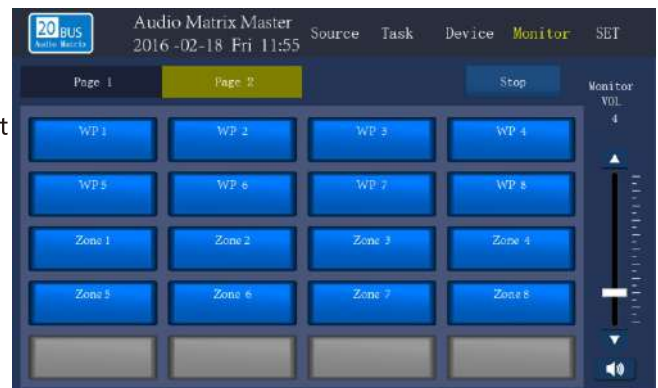 20 BUS
Audio Matrix
Audio Matrix Master
2016 -02-18 Fri 11:55
Source Task Device Monitor SET
Page 1 Page 2 Stop
Monitor
VOL
4
t
WP 1 WP 2 WP 3 WP 4
WP 5 WP 6 WP 7 WP 8
Zone 1 Zone 2 Zone 3 Zone 4
Zone 5 Zone 6 Zone 7 Zone 8